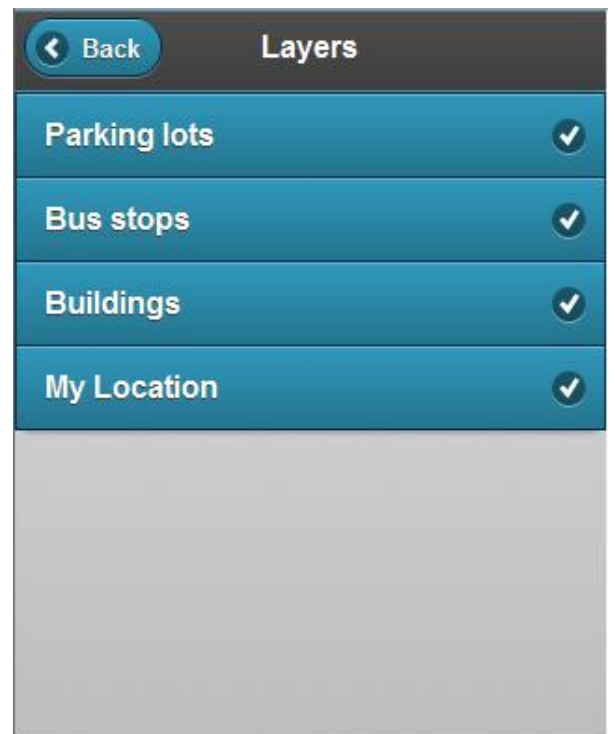 Back
Layers
Parking lots
Bus stops
Buildings
My Location